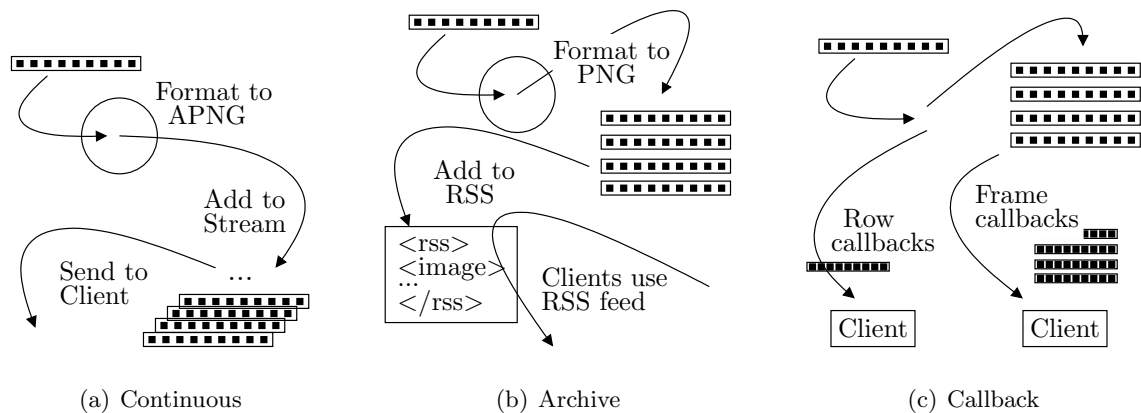 Format to
APNG
Add to
Stream
...
Send to
Client
(a) Continuous
Format to
PNG
Add to
RSS
<rss>
<image>
...
</rss>
Clients use
RSS feed
(b) Archive
Row
callbacks
Frame
callbacks
Client
Client
(c) Callback